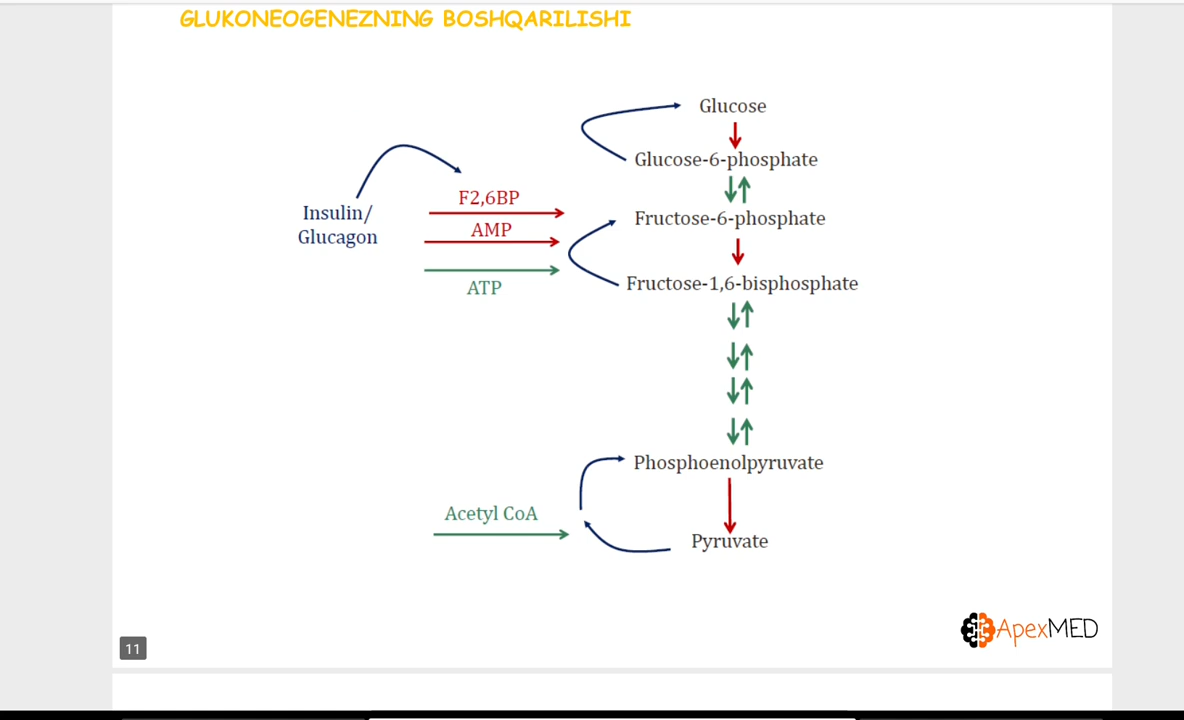 GLUKONEOGENEZNING BOSHQARILISHI
Glucose
Glucose-6-phosphate
F2,6BP
Insulin/
Glucagon
AMP
Fructose-6-phosphate
ATP
Fructose-1,6-bisphosphate
Phosphoenolpyruvate
Acetyl CoA
Pyruvate
ApexMED
11